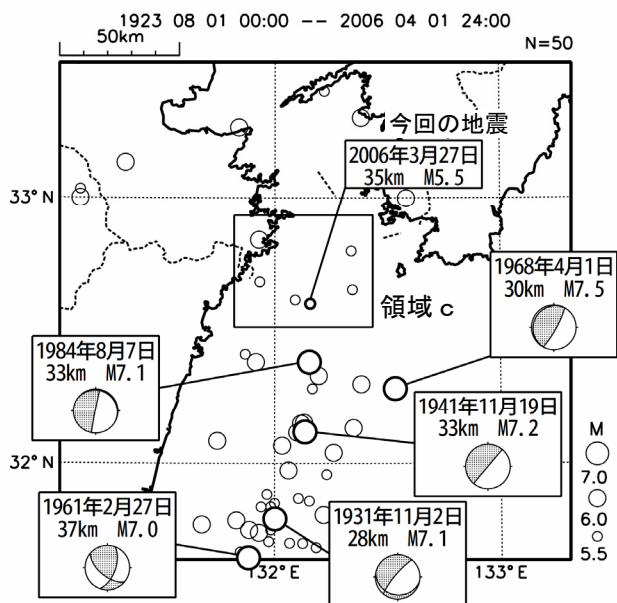 1923 08 01 00:00 -- 2006 04 01 24:00
50km
N=50
今回の地震
2006年3月27日
35km M5.5
33°N
1968年4月1日
30km M7.5
領域c
1984年8月7日
33km M7.1
1941年11月19日
33km M7.2
32°N
M
7.0
6.0
5.5
1961年2月27日
37km M7.0
1931年11月2日
28km M7.1
132°E
133°E